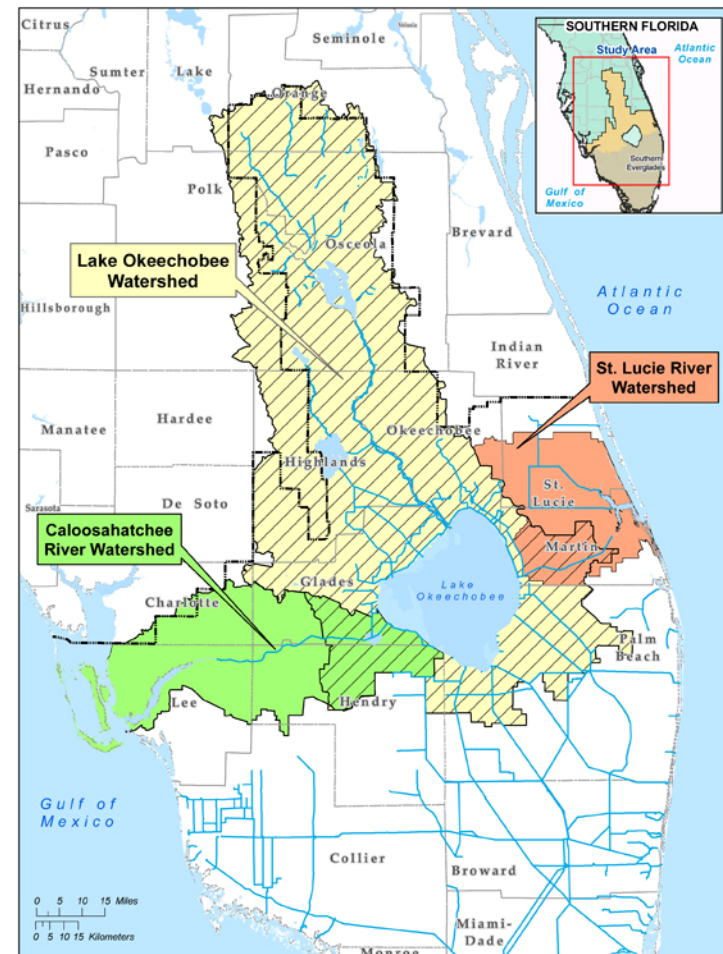 Citrus
Sumter
Lake
Seminole
Volusia
Hernando
Orange
Pasco
Polk
Osceola
Brevard
SOUTHERN FLORIDA
Study Area
Atlantic
Ocean
Southern
Everglades
Gulf of
Mexico
Lake Okeechobee
Watershed
Hillsborough
Atlantic
Ocean
Indian
River
St. Lucie River
Watershed
Manatee
Hardee
Okeechobee
Highlands
Sarasota
De Soto
St.
Lucie
Caloosahatchee
River Watershed
Martin
Glades
Lake
Okeechobee
Charlotte
Palm
Beach
Lee
Hendry
Gulf of
Mexico
Collier
Broward
0 5 10 15 Miles
0 5 10 15 Kilometers
Miami-
Dade
Monroe